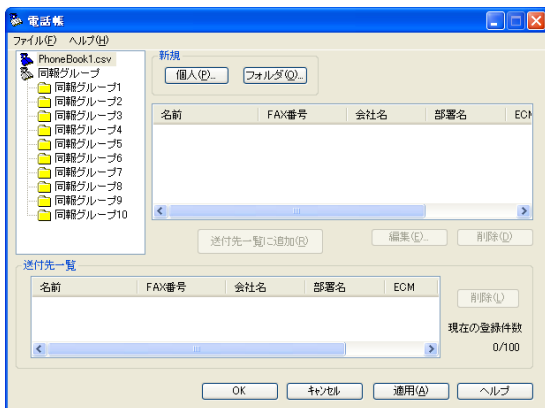 電話帳
ファイル(F) ヘルプ(H)
PhoneBook1.csv
同報グループ
同報グループ1
同報グループ2
同報グループ3
同報グループ4
同報グループ5
同報グループ6
同報グループ7
同報グループ8
同報グループ9
同報グループ10
新規
個人(P)... フォルダ(O)...
名前 FAX番号 会社名 部署名 ECM
送付先一覧に追加(R) 編集(E)... 削除(D)
送付先一覧
名前 FAX番号 会社名 部署名 ECM
削除(L)
現在の登録件数
0/100
OK キャンセル 適用(A) ヘルプ